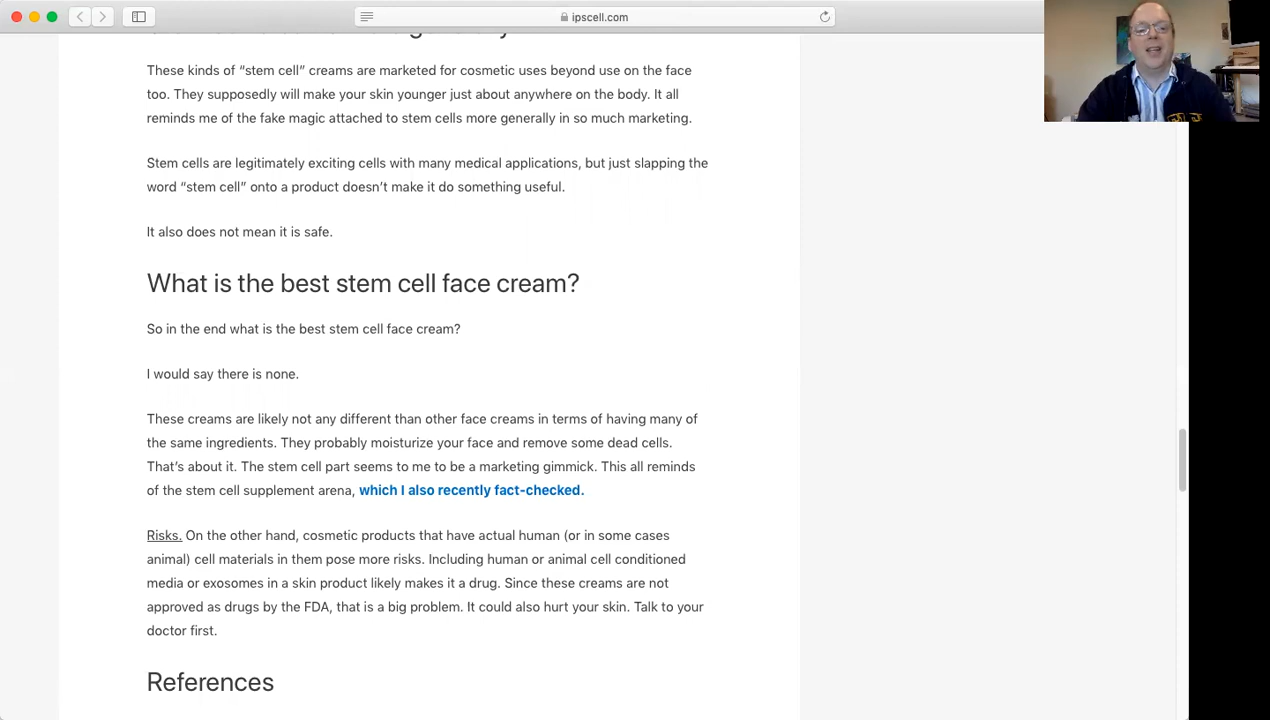 ipscell.com
These kinds of “stem cell” creams are marketed for cosmetic uses beyond use on the face
too. They supposedly will make your skin younger just about anywhere on the body. It all
reminds me of the fake magic attached to stem cells more generally in so much marketing.
Stem cells are legitimately exciting cells with many medical applications, but just slapping the
word “stem cell” onto a product doesn’t make it do something useful.
It also does not mean it is safe.
What is the best stem cell face cream?
So in the end what is the best stem cell face cream?
I would say there is none.
These creams are likely not any different than other face creams in terms of having many of
the same ingredients. They probably moisturize your face and remove some dead cells.
That’s about it. The stem cell part seems to me to be a marketing gimmick. This all reminds
of the stem cell supplement arena, which I also recently fact-checked.
Risks. On the other hand, cosmetic products that have actual human (or in some cases
animal) cell materials in them pose more risks. Including human or animal cell conditioned
media or exosomes in a skin product likely makes it a drug. Since these creams are not
approved as drugs by the FDA, that is a big problem. It could also hurt your skin. Talk to your
doctor first.
References